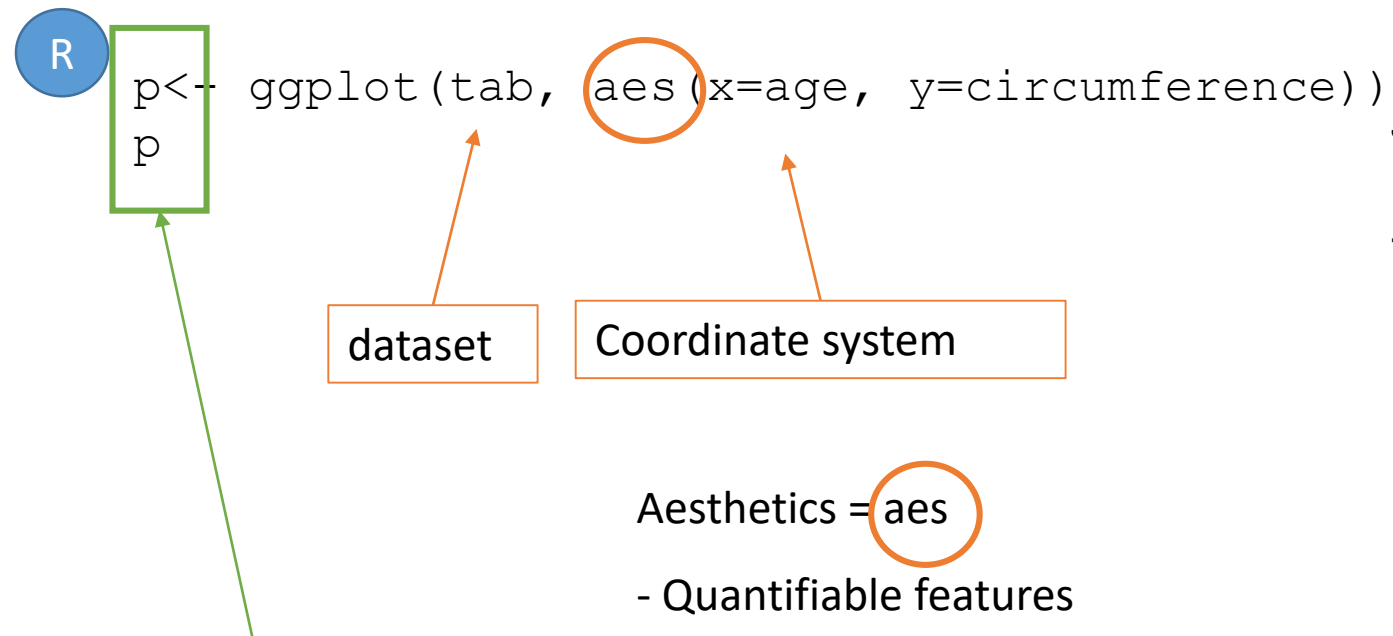 R
p<- ggplot(tab, aes(x=age, y=circumference))
p
dataset
Coordinate system
Aesthetics = aes
- Quantifiable features